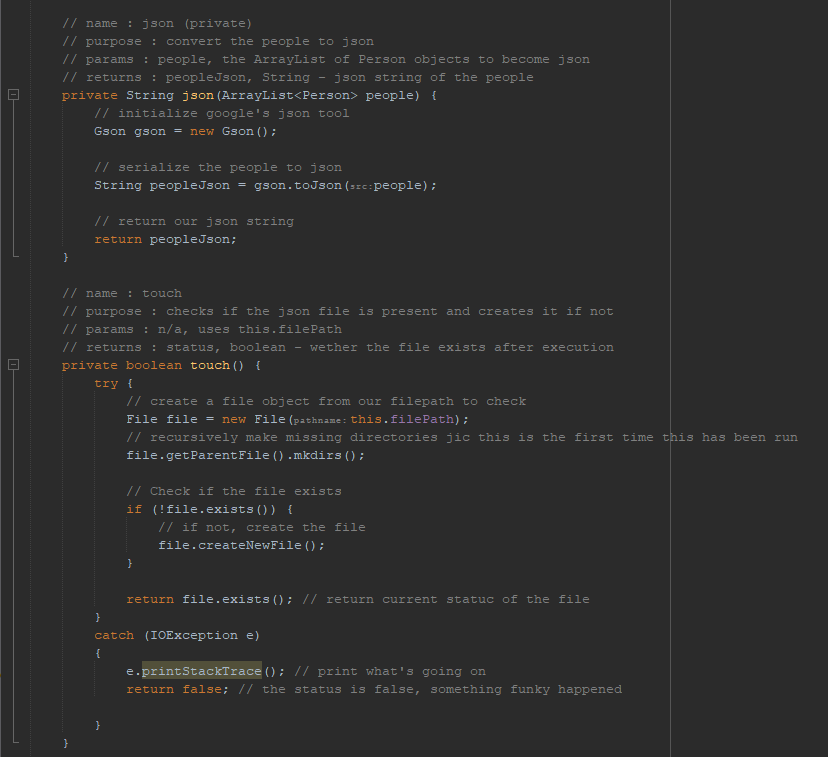 // name : json (private)
// purpose : convert the people to json
// params : people, the ArrayList of Person objects to become json
// returns : peopleJson, String - json string of the people
private String json(ArrayList<Person> people) {
// initialize google's json tool
Gson gson = new Gson();
// serialize the people to json
String peopleJson = gson.toJson(src:people);
// return our json string
return peopleJson;
}
// name : touch
// purpose : checks if the json file is present and creates it if not
// params : n/a, uses this.filePath
// returns : status, boolean - wether the file exists after execution
private boolean touch() {
try {
// create a file object from our filepath to check
File file = new File(pathname:this.filePath);
// recursively make missing directories jic this is the first time this has been run
file.getParentFile().mkdirs();
// Check if the file exists
if (!file.exists()) {
// if not, create the file
file.createNewFile();
}
return file.exists(); // return current statuc of the file
}
catch (IOException e)
{
e.printStackTrace(); // print what's going on
return false; // the status is false, something funky happened
}
}